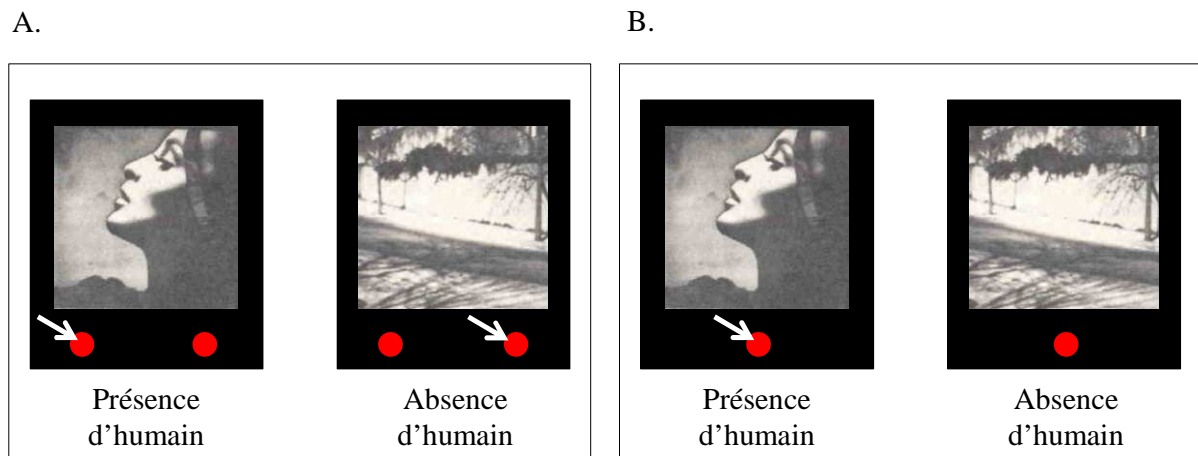 A.
B.
Présence
d’humain
Absence
d’humain
Présence
d’humain
Absence
d’humain